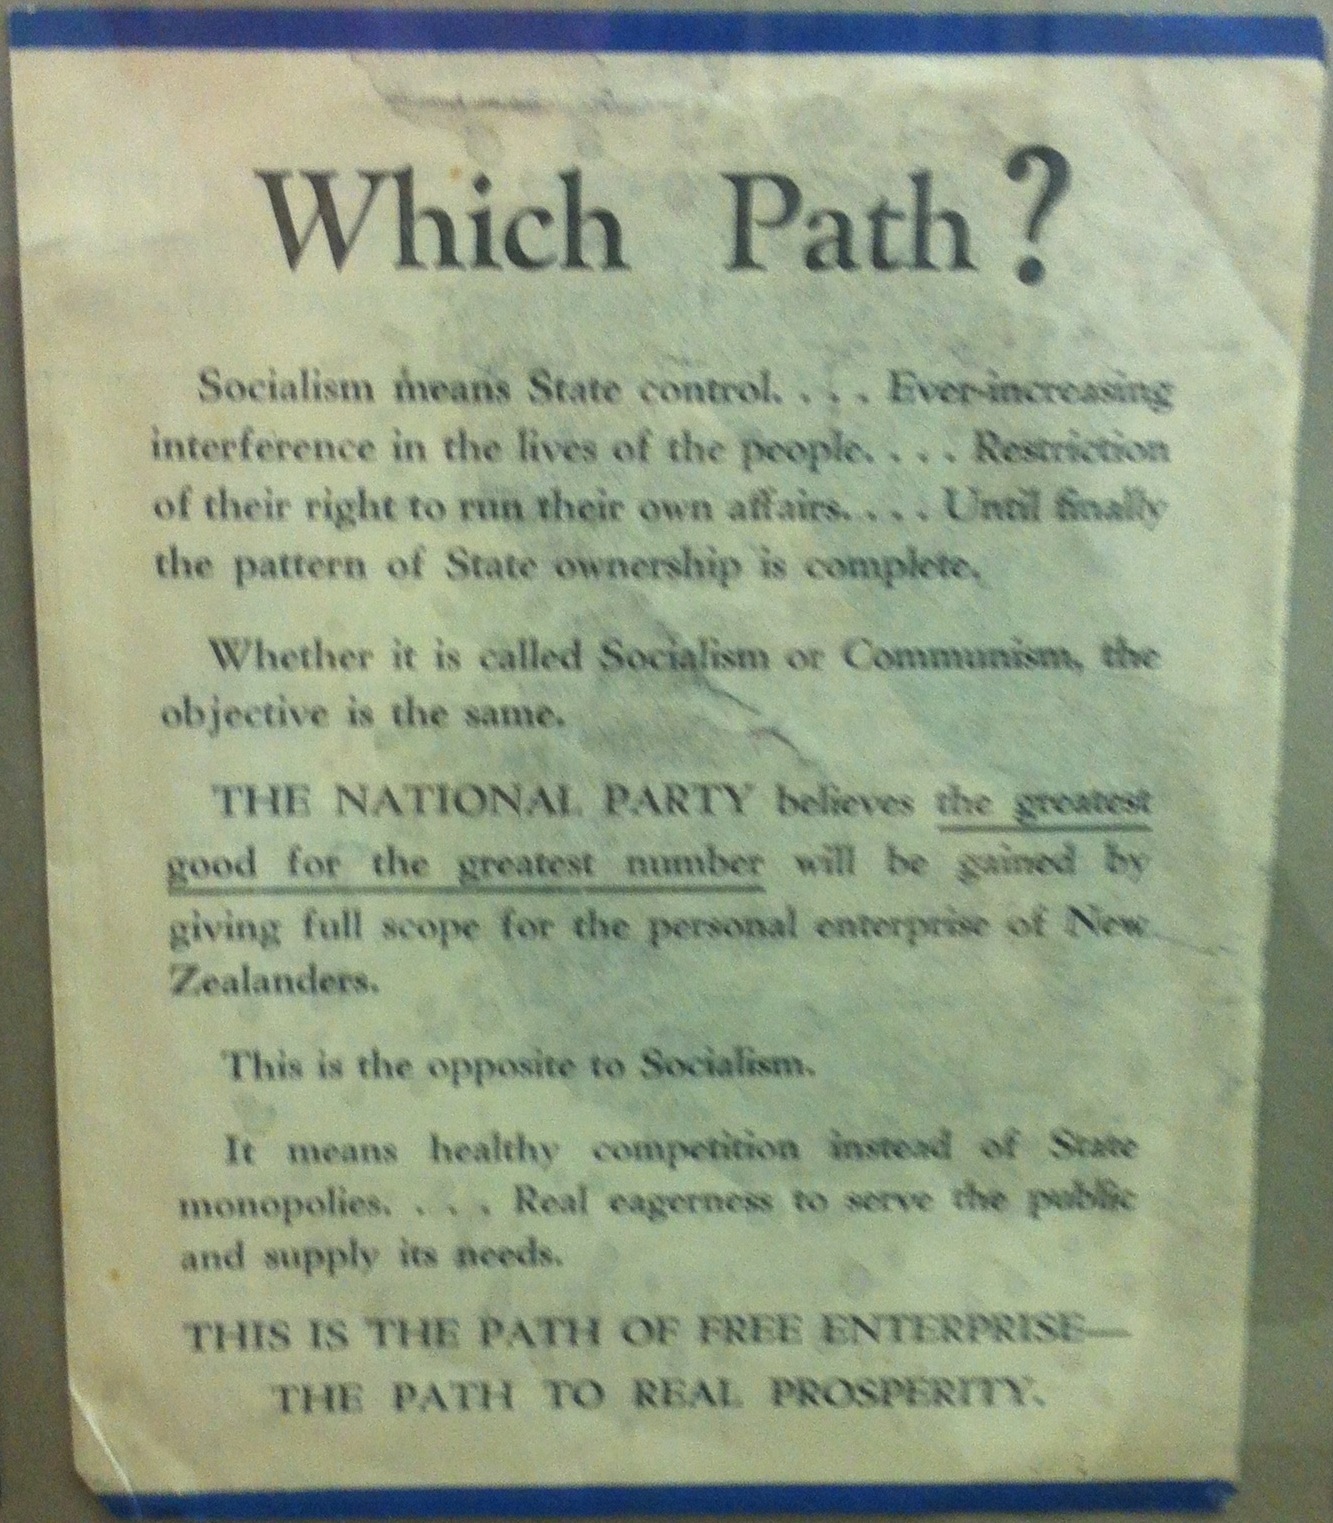 Which Path?
Socialism means State control. . . . Ever-increasing
interference in the lives of the people. . . . Restriction
of their right to run their own affairs. . . . Until finally
the pattern of State ownership is complete.
Whether it is called Socialism or Communism, the
objective is the same.
THE NATIONAL PARTY believes the greatest
good for the greatest number will be gained by
giving full scope for the personal enterprise of New
Zealanders.
This is the opposite to Socialism.
It means healthy competition instead of State
monopolies. . . . Real eagerness to serve the public
and supply its needs.
THIS IS THE PATH OF FREE ENTERPRISE—
THE PATH TO REAL PROSPERITY.